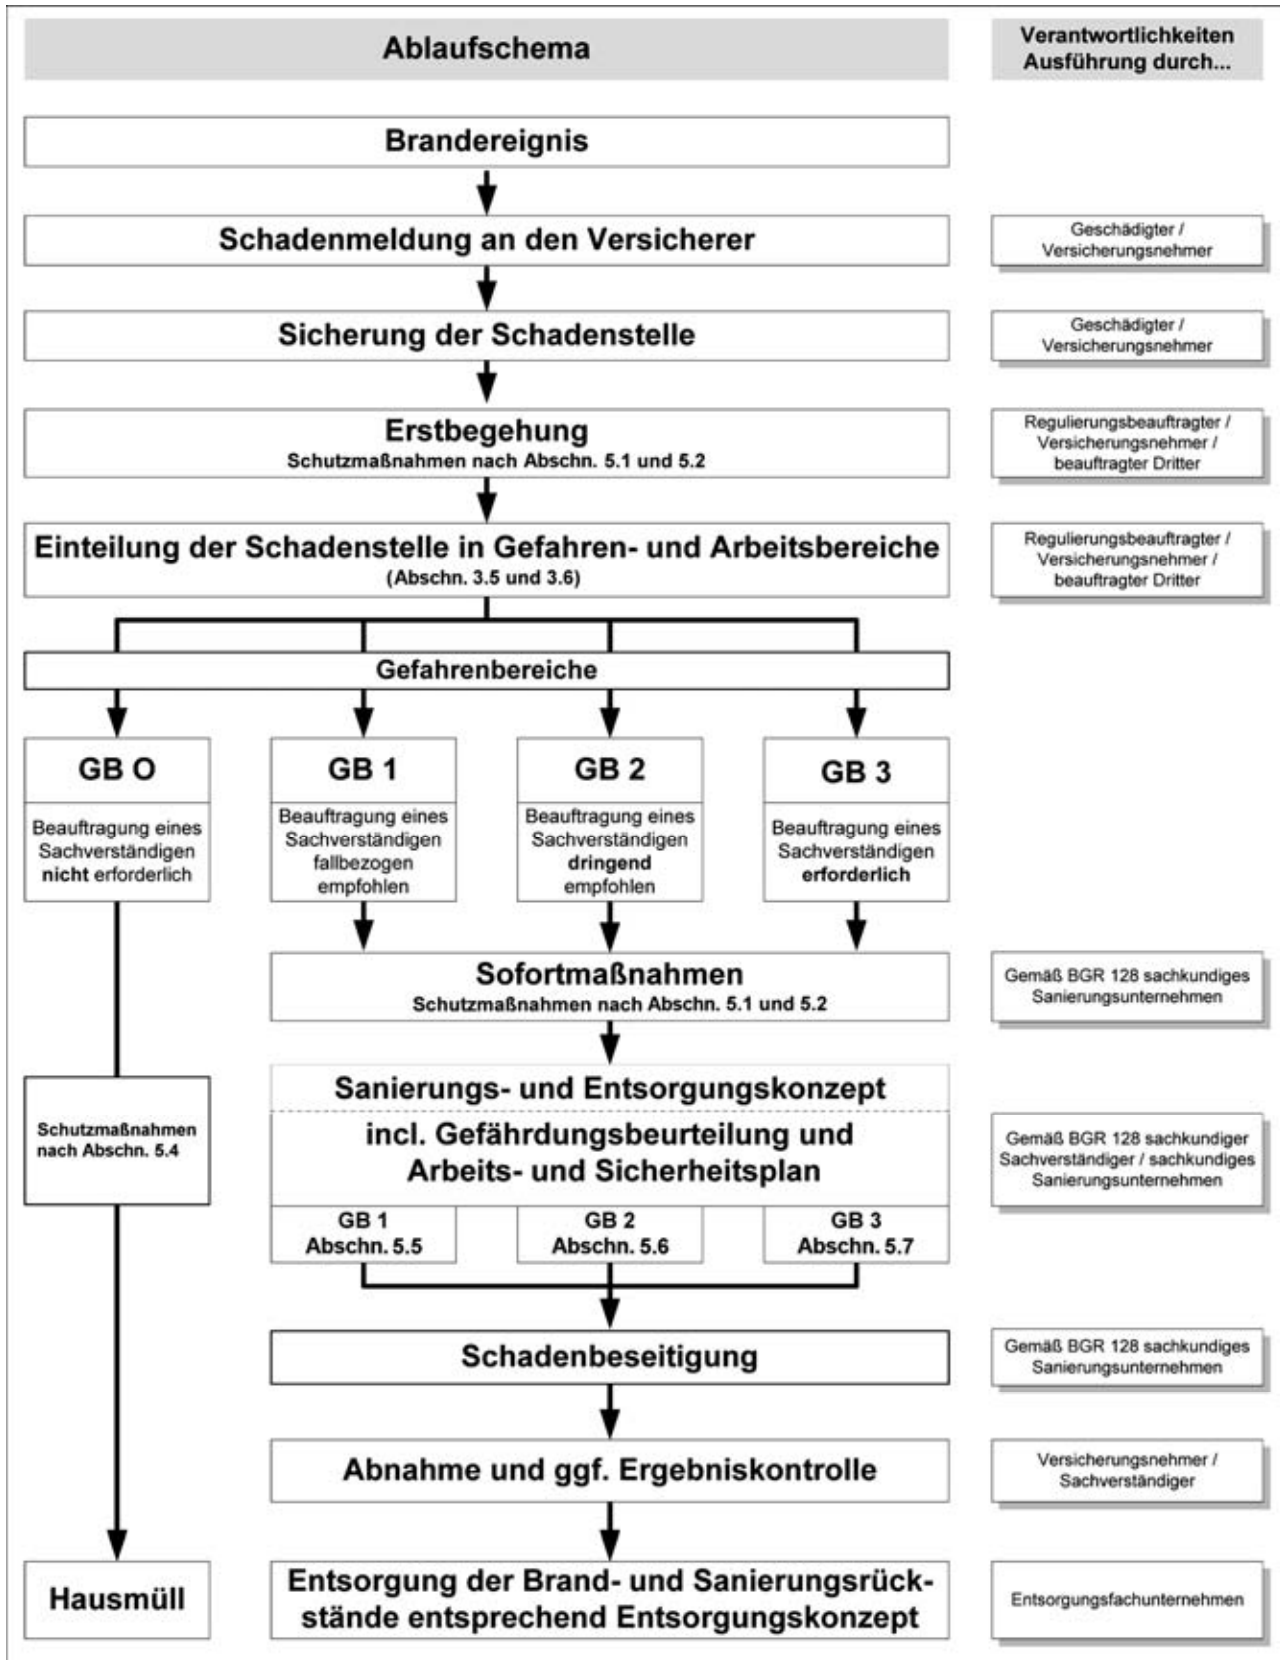 Ablaufschema
Verantwortlichkeiten
Ausführung durch...
Brandereignis
Schadenmeldung an den Versicherer
Geschädigter /
Versicherungsnehmer
Sicherung der Schadenstelle
Geschädigter /
Versicherungsnehmer
Erstbegehung
Schutzmaßnahmen nach Abschn. 5.1 und 5.2
Regulierungsbeauftragter /
Versicherungsnehmer /
beauftragter Dritter
Einteilung der Schadenstelle in Gefahren- und Arbeitsbereiche
(Abschn. 3.5 und 3.6)
Regulierungsbeauftragter /
Versicherungsnehmer /
beauftragter Dritter
Gefahrenbereiche
GB O
Beauftragung eines
Sachverständigen
nicht erforderlich
GB 1
Beauftragung eines
Sachverständigen
fallbezogen
empfohlen
GB 2
Beauftragung eines
Sachverständigen
dringend
empfohlen
GB 3
Beauftragung eines
Sachverständigen
erforderlich
Sofortmaßnahmen
Schutzmaßnahmen nach Abschn. 5.1 und 5.2
Gemäß BGR 128 sachkundiges
Sanierungsunternehmen
Schutzmaßnahmen
nach Abschn. 5.4
Sanierungs- und Entsorgungskonzept
incl. Gefährdungsbeurteilung und
Arbeits- und Sicherheitsplan
GB 1
Abschn. 5.5
GB 2
Abschn. 5.6
GB 3
Abschn. 5.7
Gemäß BGR 128 sachkundiger
Sachverständiger / sachkundiges
Sanierungsunternehmen
Schadenbeseitigung
Gemäß BGR 128 sachkundiges
Sanierungsunternehmen
Abnahme und ggf. Ergebniskontrolle
Versicherungsnehmer /
Sachverständiger
Hausmüll
Entsorgung der Brand- und Sanierungsrück-
stände entsprechend Entsorgungskonzept
Entsorgungsfachunternehmen